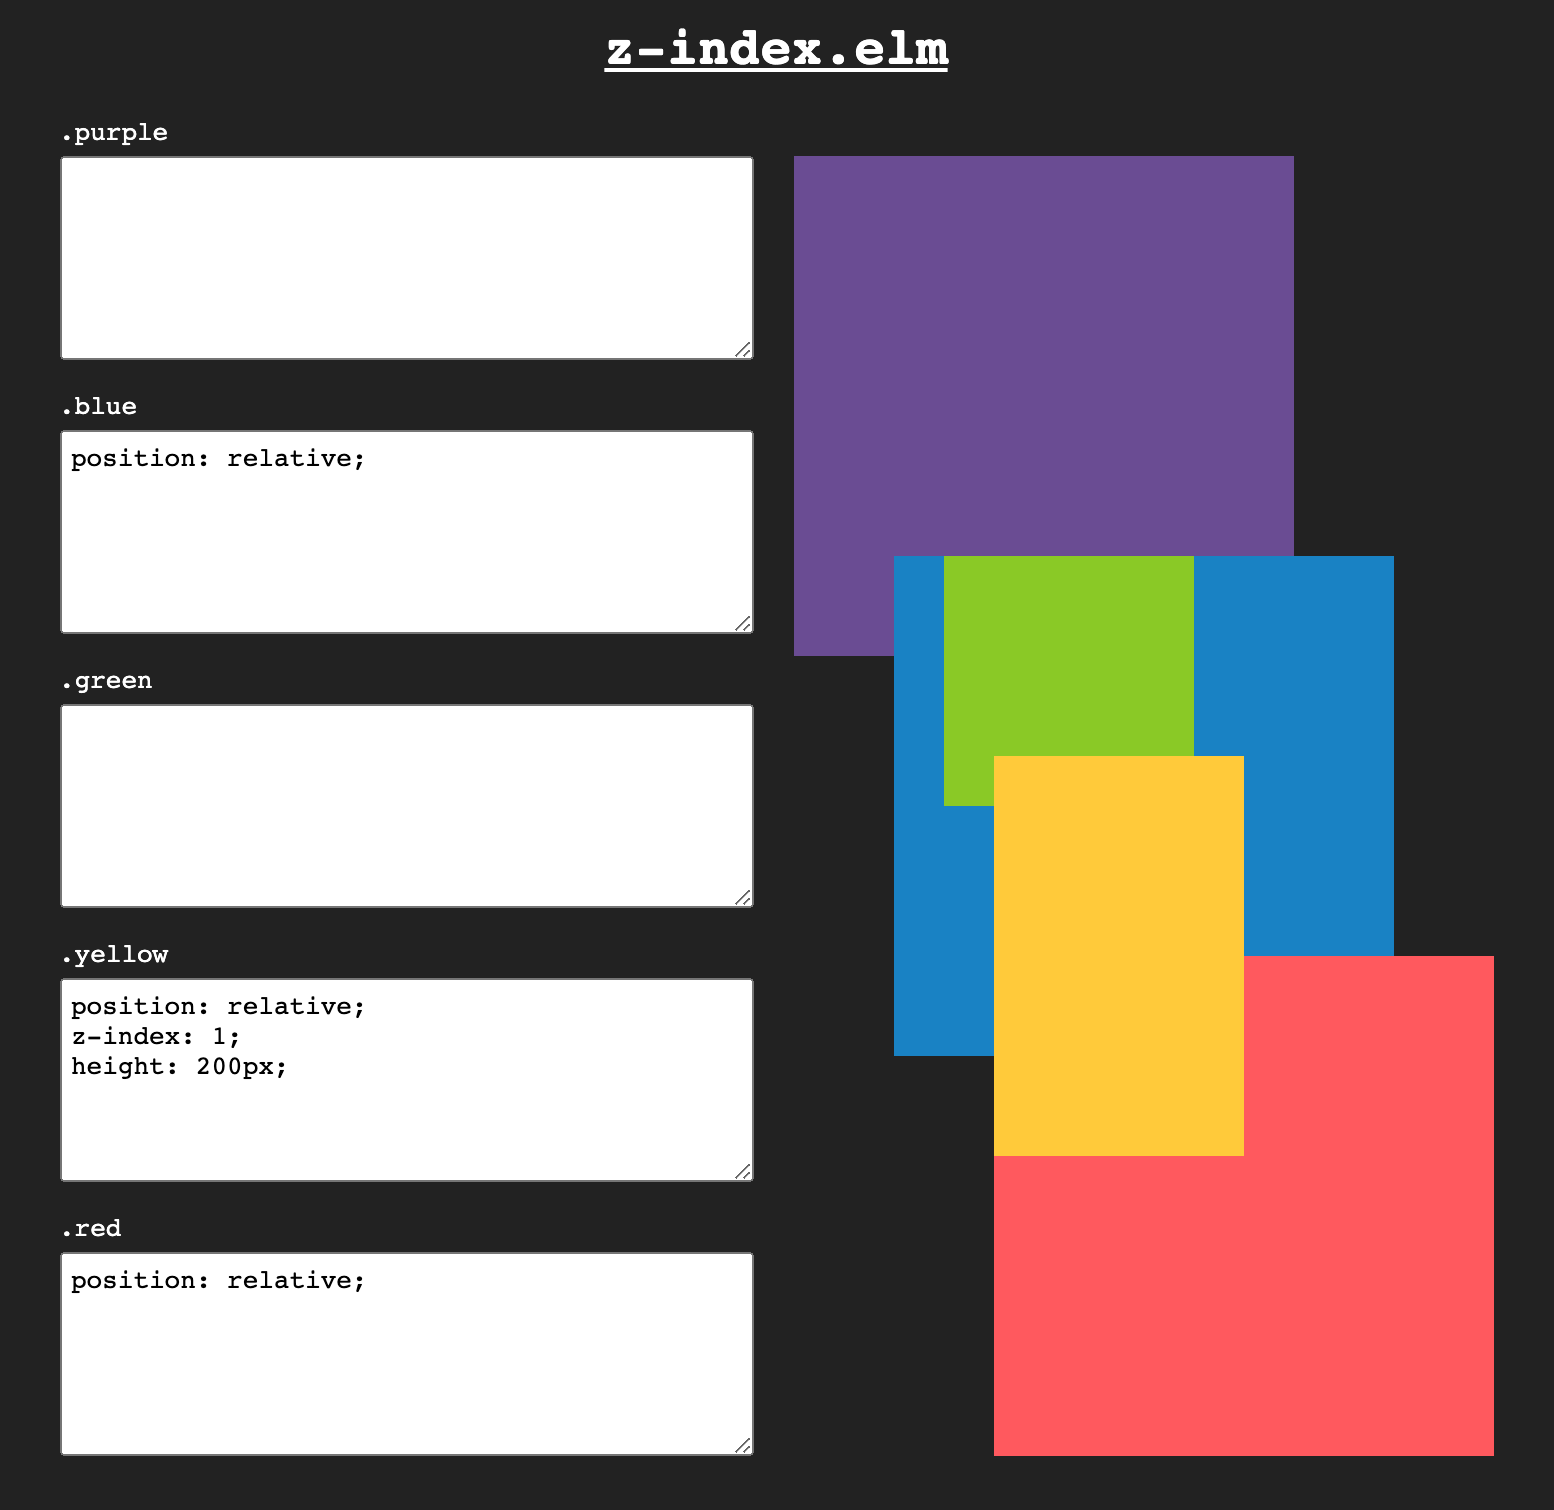 z-index.elm
.purple
.blue
position: relative;
.green
.yellow
position: relative;
z-index: 1;
height: 200px;
.red
position: relative;